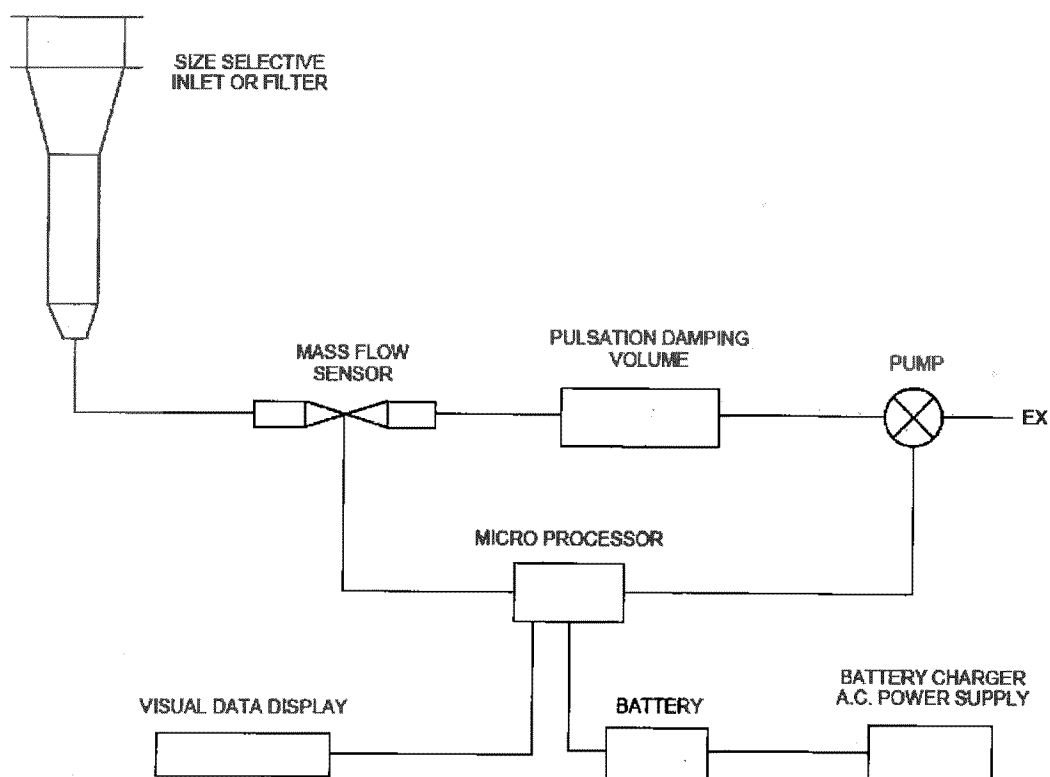 SIZE SELECTIVE
INLET OR FILTER
MASS FLOW
SENSOR
PULSATION DAMPING
VOLUME
PUMP
EX
MICRO PROCESSOR
VISUAL DATA DISPLAY
BATTERY
BATTERY CHARGER
A.C. POWER SUPPLY